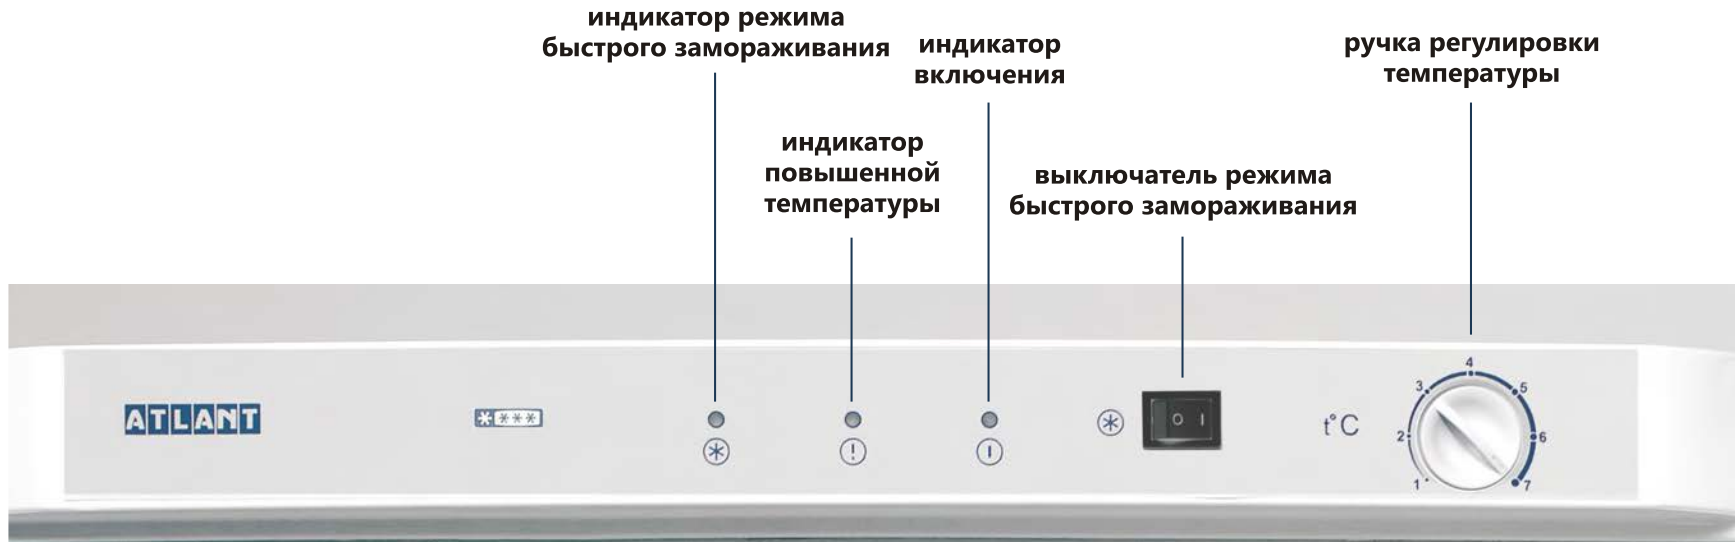 индикатор режима
быстрого замораживания
индикатор
включения
ручка регулировки
температуры
индикатор
повышенной
температуры
выключатель режима
быстрого замораживания
ATLANT
****
!
I
O I
t°C
1
2
3
4
5
6
7